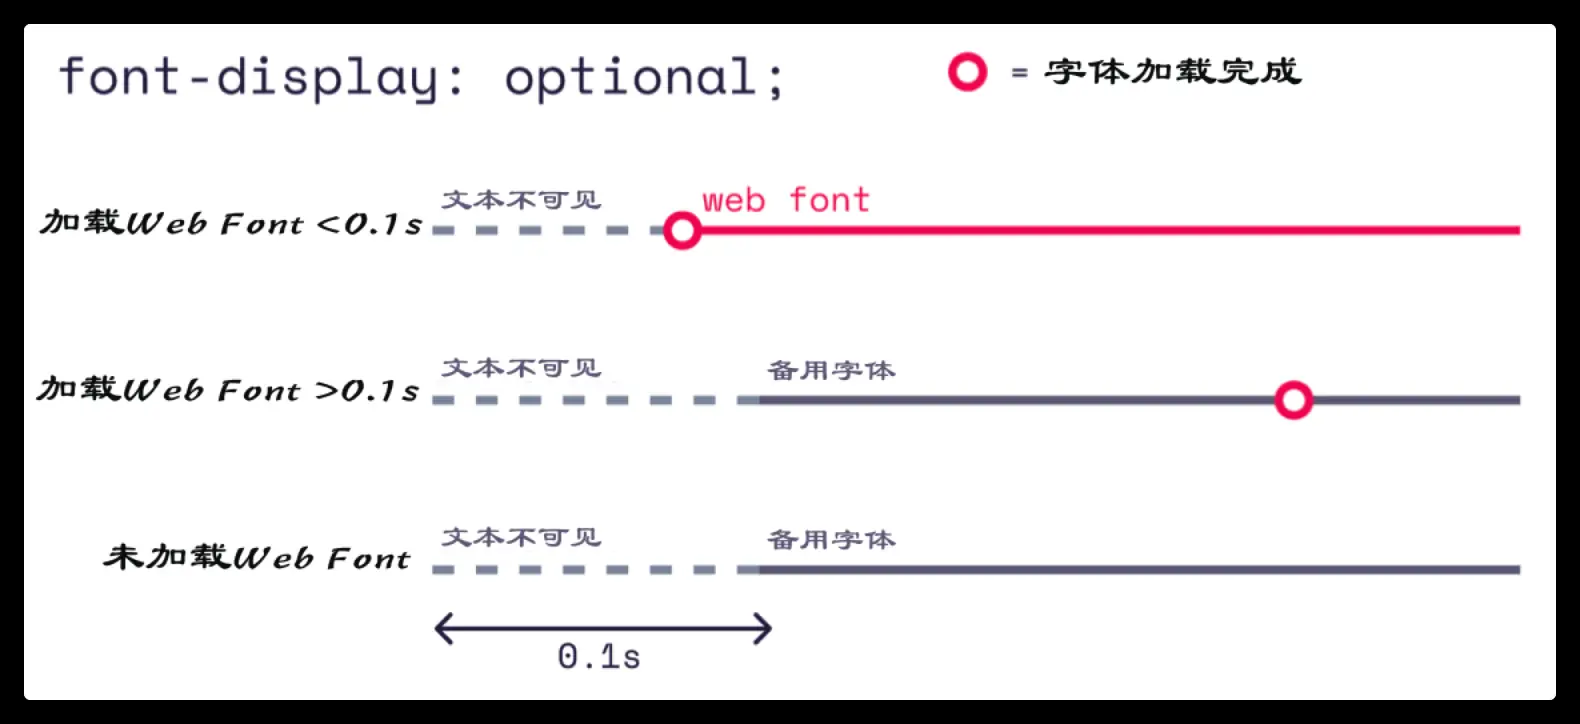 font-display: optional;
= 字体加载完成
文本不可见
web font
加载Web Font <0.1s
文本不可见
备用字体
加载Web Font >0.1s
文本不可见
备用字体
未加载Web Font
0.1s